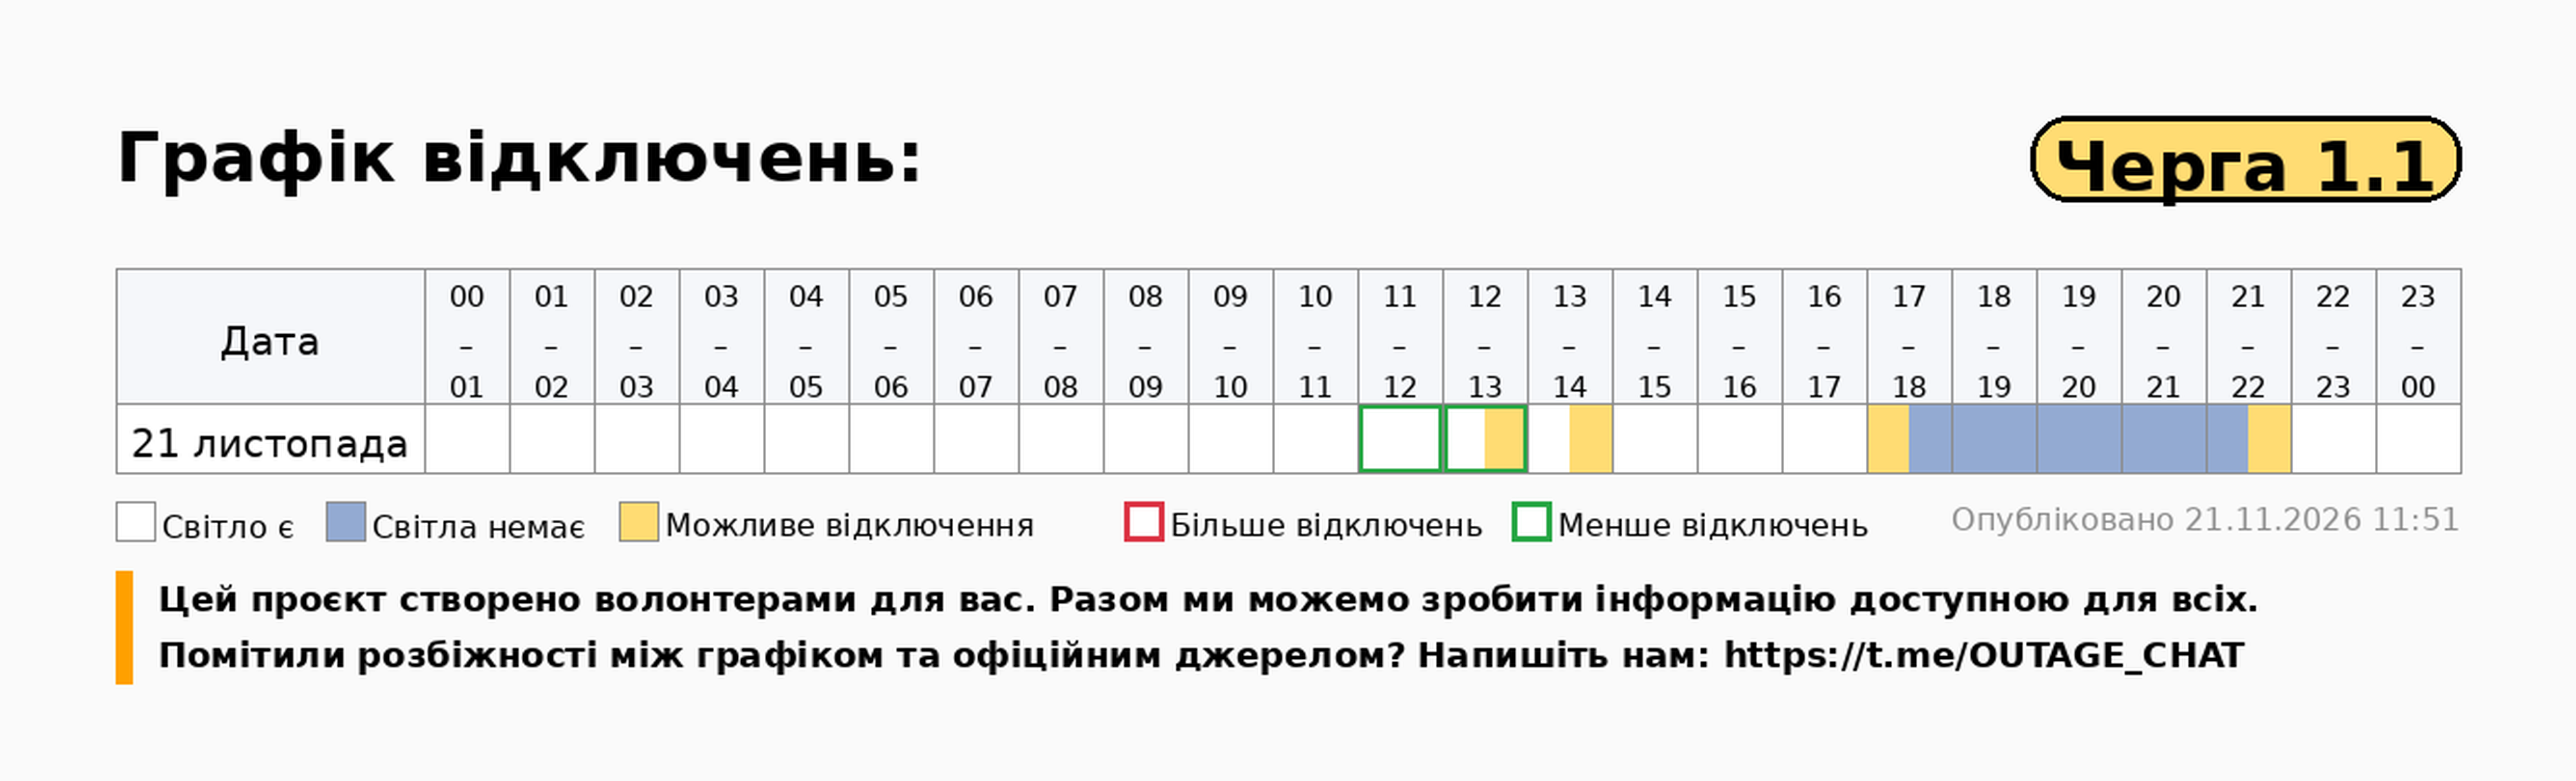 Графік відключень:
Черга 1.1
Дата 00 – 01 01 – 02 02 – 03 03 – 04 04 – 05 05 – 06 06 – 07 07 – 08 08 – 09 09 – 10 10 – 11 11 – 12 12 – 13 13 – 14 14 – 15 15 – 16 16 – 17 17 – 18 18 – 19 19 – 20 20 – 21 21 – 22 22 – 23 23 – 00
21 листопада
Світло є Світла немає Можливе відключення Більше відключень Менше відключень Опубліковано 21.11.2026 11:51
Цей проєкт створено волонтерами для вас. Разом ми можемо зробити інформацію доступною для всіх.
Помітили розбіжності між графіком та офіційним джерелом? Напишіть нам: https://t.me/OUTAGE_CHAT